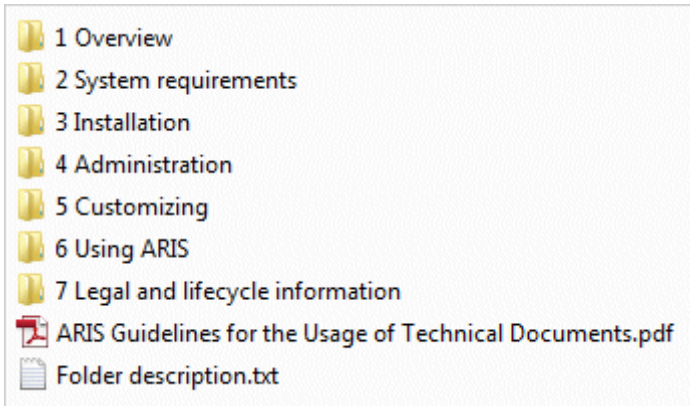 1 Overview
2 System requirements
3 Installation
4 Administration
5 Customizing
6 Using ARIS
7 Legal and lifecycle information
ARIS Guidelines for the Usage of Technical Documents.pdf
Folder description.txt